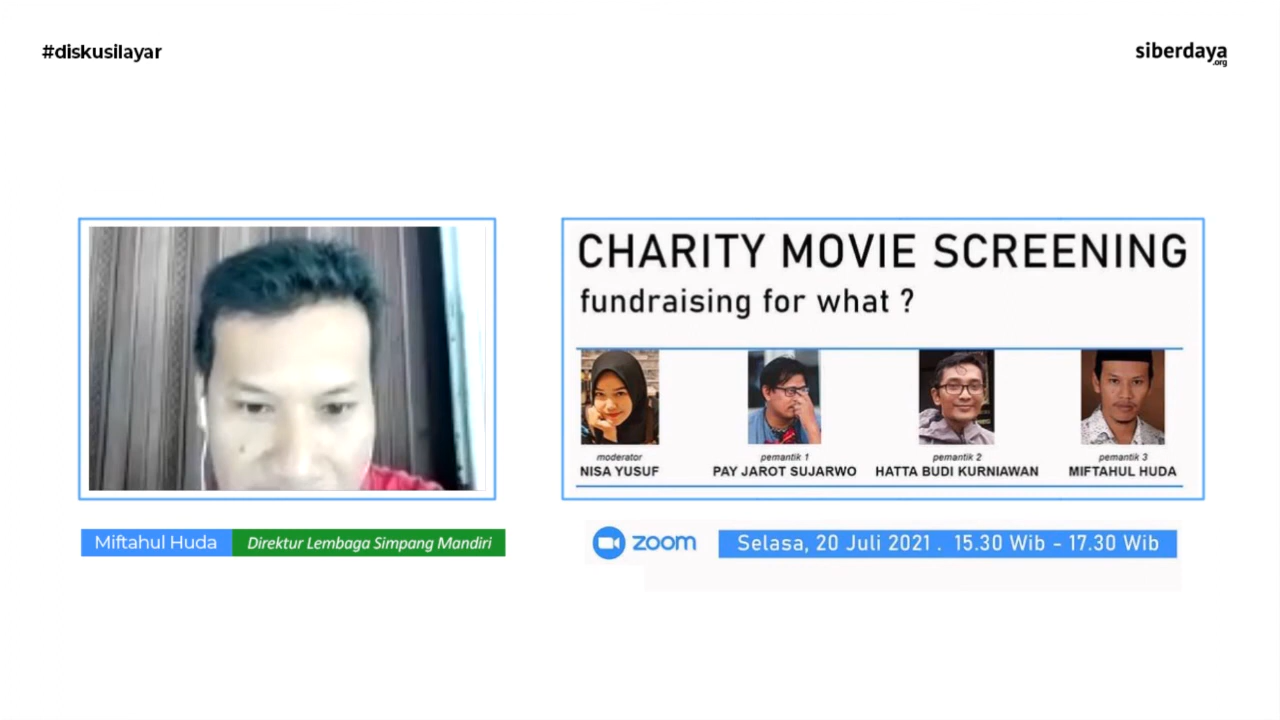 #diskusilayar
siberdaya
.org
CHARITY MOVIE SCREENING
fundraising for what ?
moderator
NISA YUSUF
pemantik 1
PAY JAROT SUJARWO
pemantik 2
HATTA BUDI KURNIAWAN
pemantik 3
MIFTAHUL HUDA
Miftahul Huda Direktur Lembaga Simpang Mandiri
zoom
Selasa, 20 Juli 2021 . 15.30 Wib - 17.30 Wib